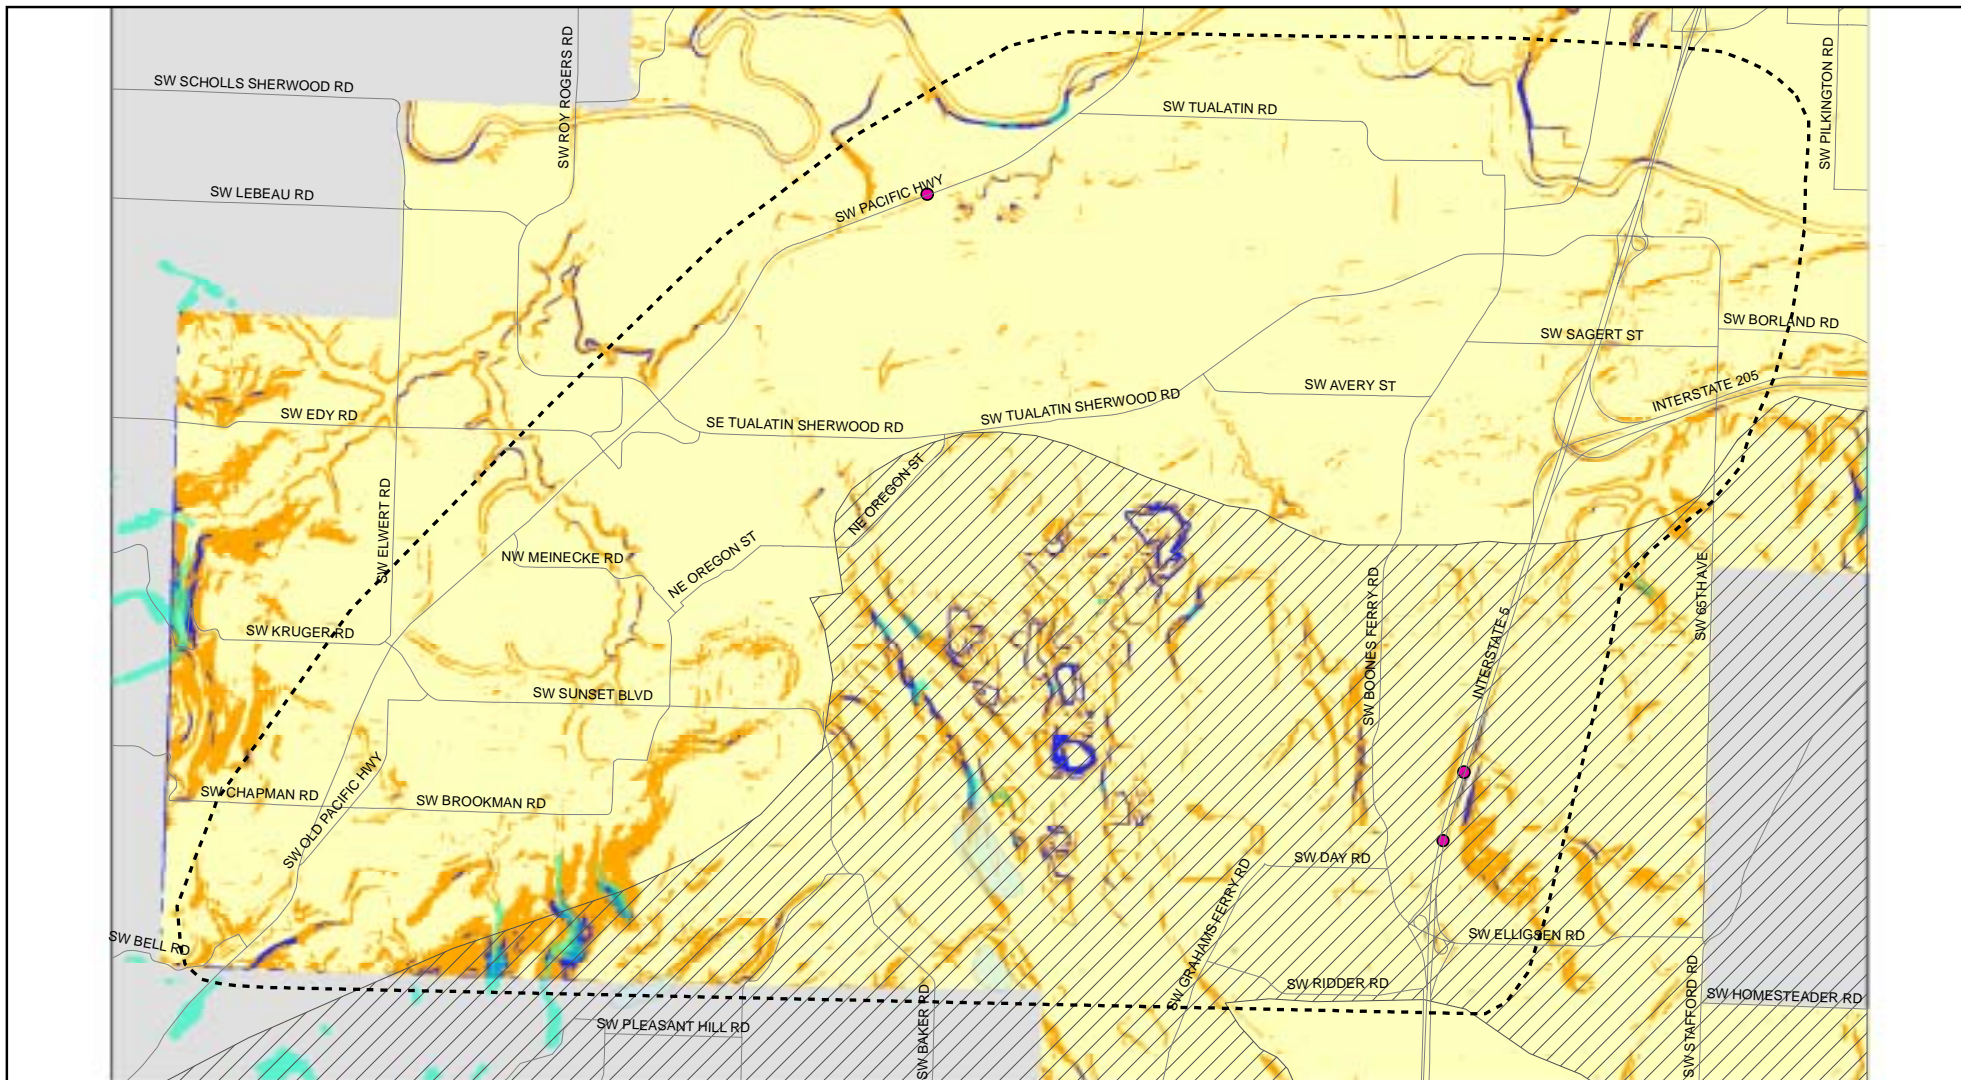 SW SCHOLLS SHERWOOD RD
SW ROY ROGERS RD
SW PILKINGTON RD
SW TUALATIN RD
SW LEBEAU RD
SW PACIFIC HWY
SW BORLAND RD
SW SAGERT ST
INTERSTATE 205
SW AVERY ST
SW EDY RD
SE TUALATIN SHERWOOD RD
SW TUALATIN SHERWOOD RD
NE OREGON ST
SW ELWERT RD
NW MEINECKE RD
NE OREGON ST
SW BOONES FERRY RD
INTERSTATE 5
SW 65TH AVE
SW KRUGER RD
SW SUNSET BLVD
SW CHAPMAN RD
SW OLD PACIFIC HWY
SW BROOKMAN RD
SW DAY RD
SW GRAHAMS FERRY RD
SW ELLIGSEN RD
SW BELL RD
SW RIDDER RD
SW HOMESTEADER RD
SW PLEASANT HILL RD
SW BAKER RD
SW STAFFORD RD